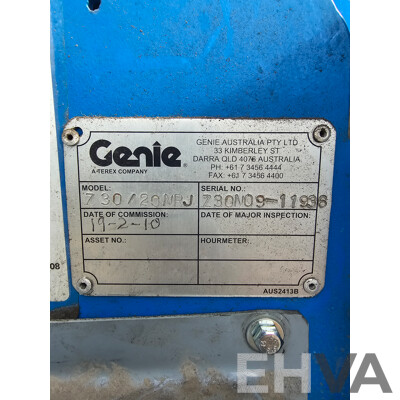 Genie
A TEREX COMPANY
GENIE AUSTRALIA PTY LTD
33 KIMBERLEY ST
DARRA QLD 4076 AUSTRALIA
PH: +61 7 3456 4444
FAX: +61 7 3456 4400
MODEL:
Z30/20NRJ
SERIAL NO.:
Z30N09-11936
DATE OF COMMISSION:
19-2-10
DATE OF MAJOR INSPECTION:
ASSET NO.:
HOURMETER:
AUS2413B
08
EHVA